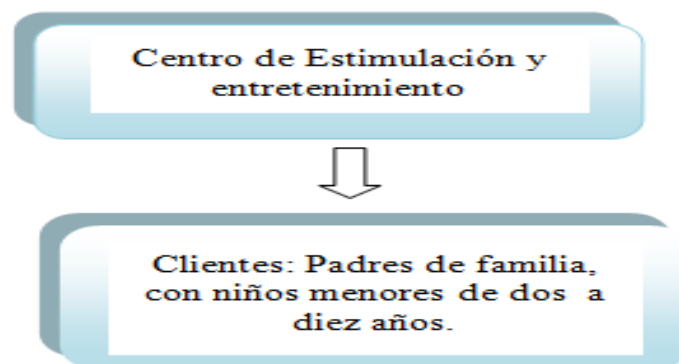 Centro de Estimulación y
entretenimiento
Clientes: Padres de familia,
con niños menores de dos a
diez años.